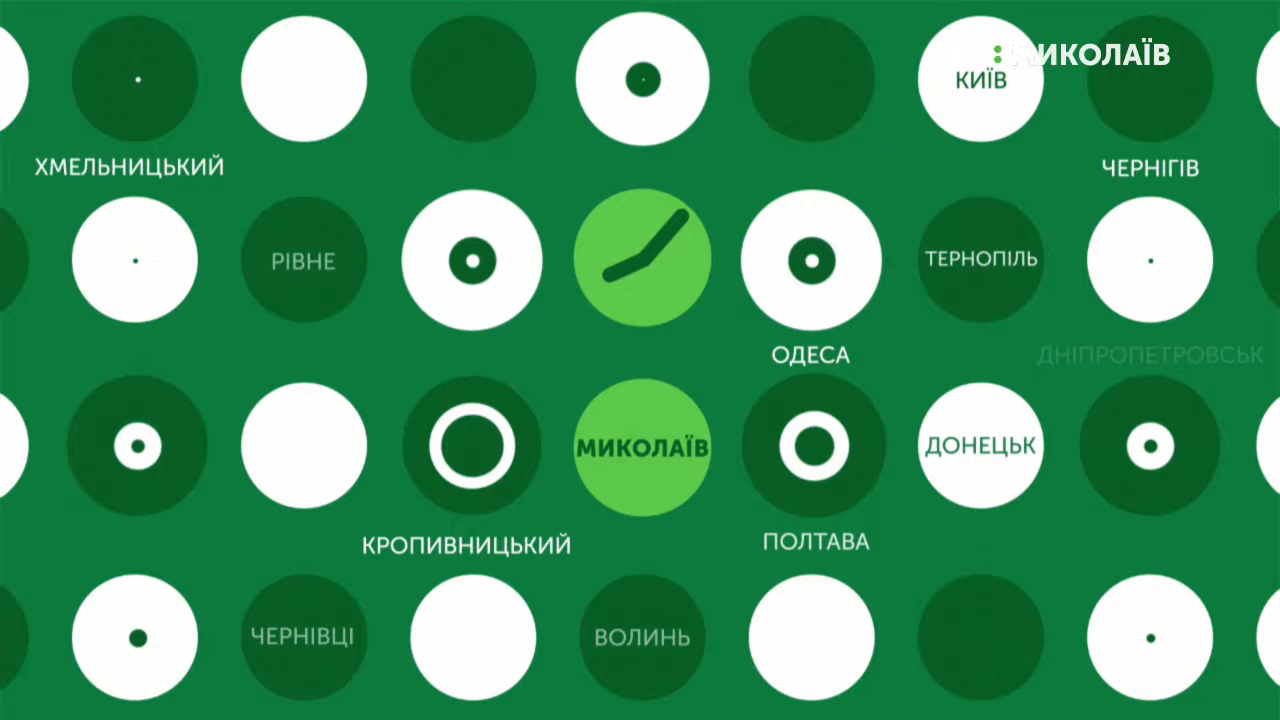 : МИКОЛАЇВ
КИЇВ
ХМЕЛЬНИЦЬКИЙ
ЧЕРНІГІВ
РІВНЕ
ТЕРНОПІЛЬ
ОДЕСА
ДНІПРОПЕТРОВСЬК
МИКОЛАЇВ
ДОНЕЦЬК
КРОПИВНИЦЬКИЙ
ПОЛТАВА
ЧЕРНІВЦІ
ВОЛИНЬ